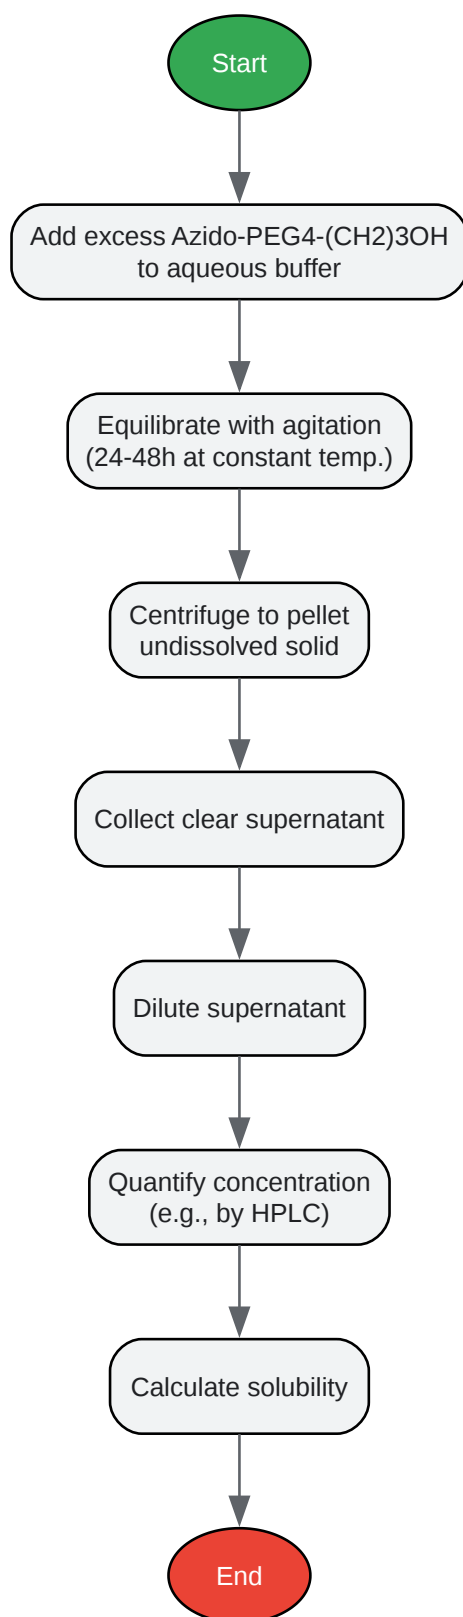 Start
Add excess Azido-PEG4-(CH2)3OH
to aqueous buffer
Equilibrate with agitation
(24-48h at constant temp.)
Centrifuge to pellet
undissolved solid
Collect clear supernatant
Dilute supernatant
Quantify concentration
(e.g., by HPLC)
Calculate solubility
End